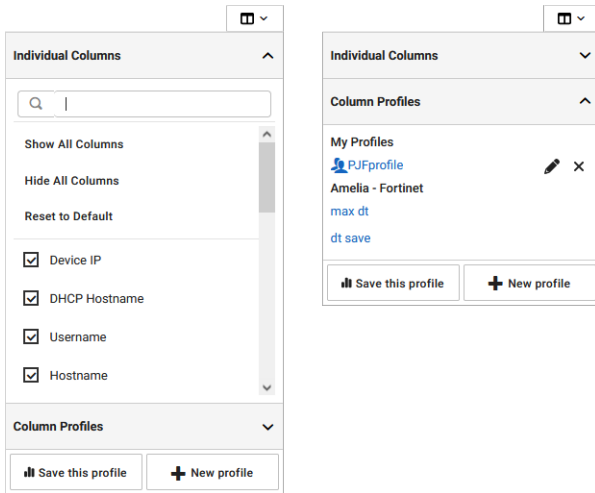 Individual Columns
Show All Columns
Hide All Columns
Reset to Default
Device IP
DHCP Hostname
Username
Hostname
Column Profiles
Save this profile
New profile
Individual Columns
Column Profiles
My Profiles
PJFprofile
Amelia - Fortinet
max dt
dt save
Save this profile
New profile